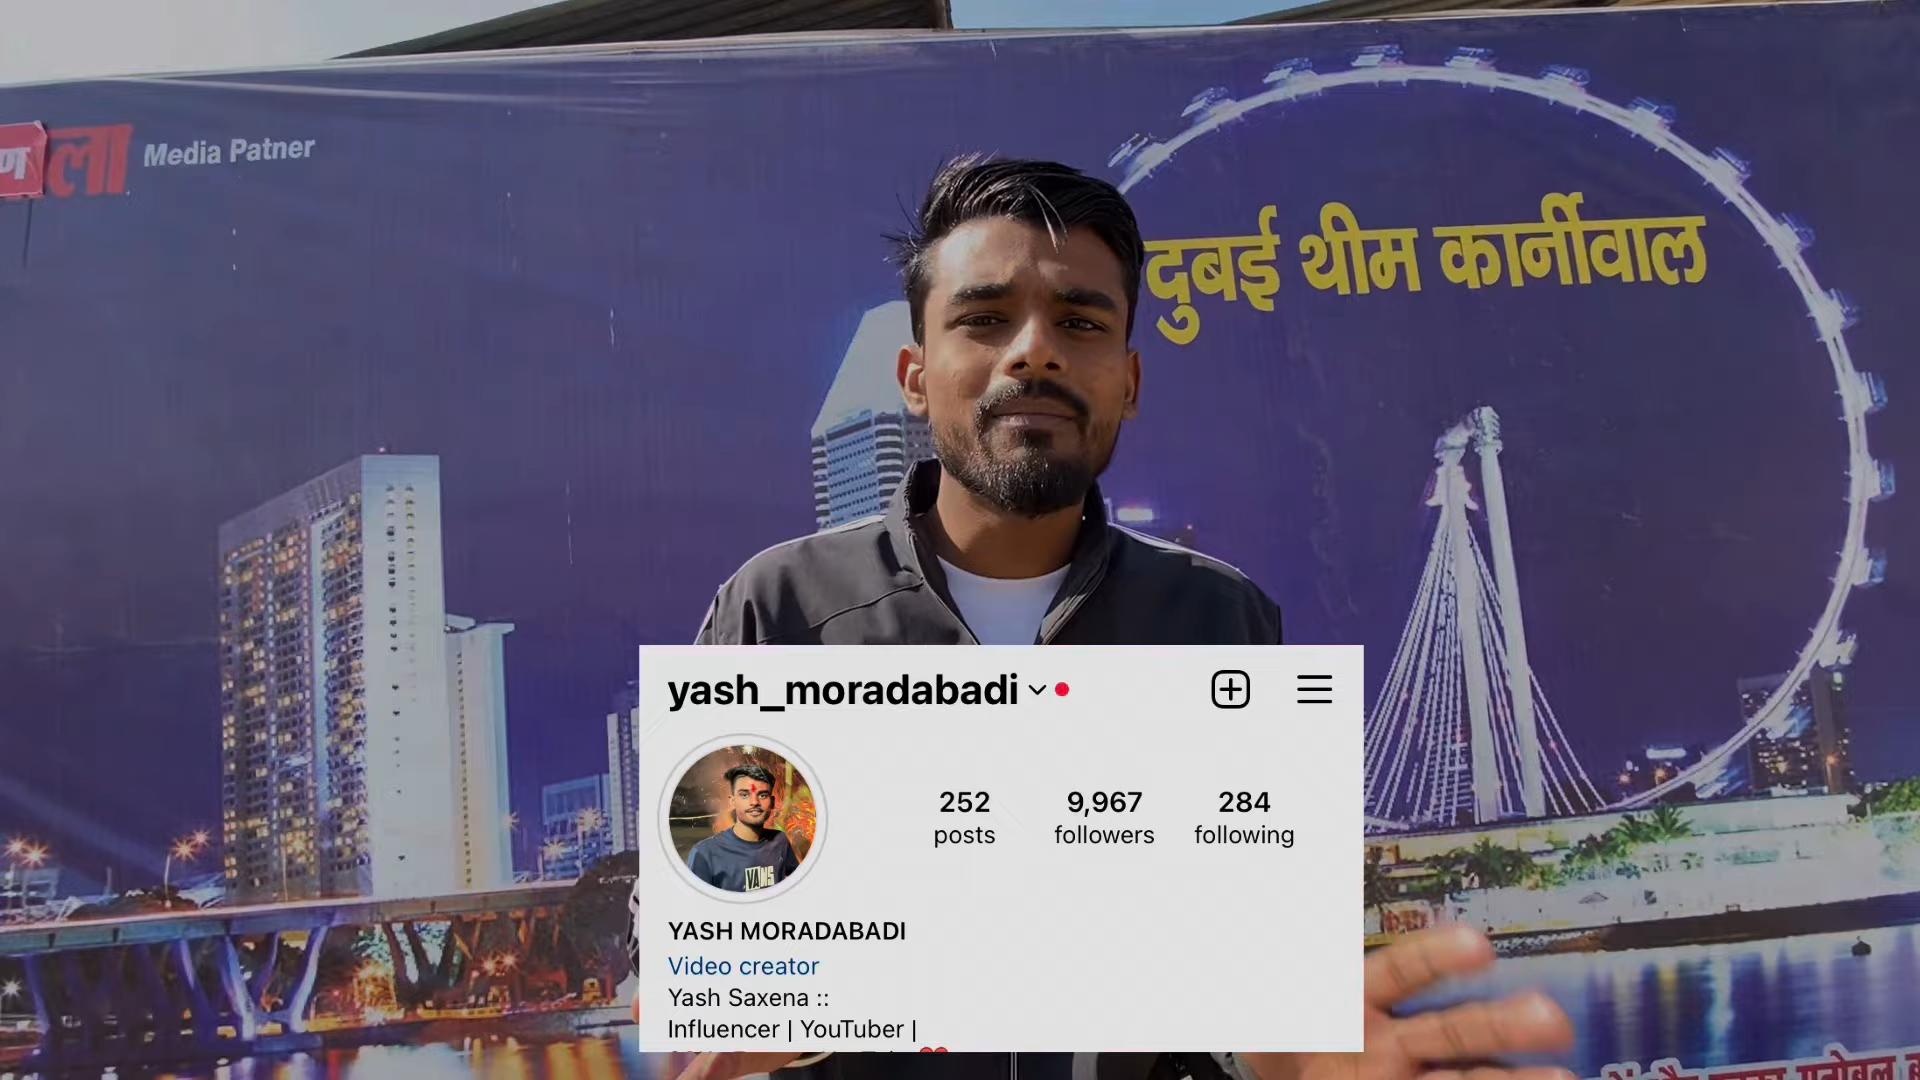 ण
ला
Media Patner
दुबई थीम कार्नीवाल
yash_moradabadi
252
posts
9,967
followers
284
following
VANS
YASH MORADABADI
Video creator
Yash Saxena ::
Influencer | YouTuber |